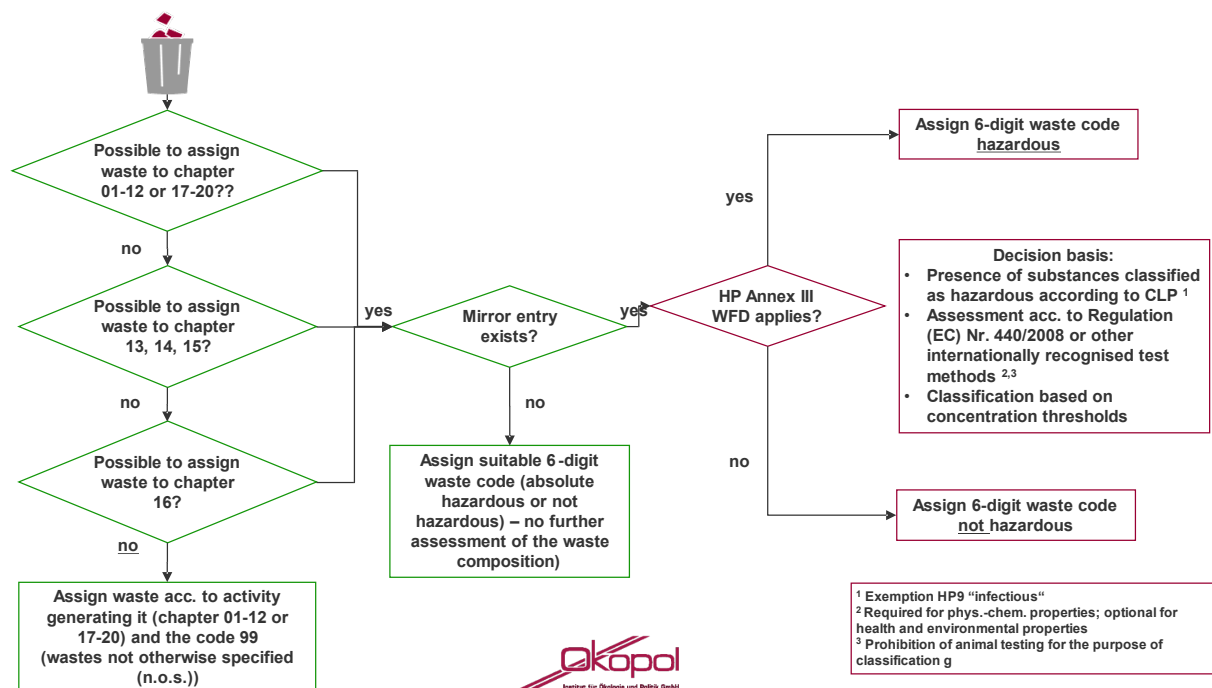 Possible to assign
waste to chapter
01-12 or 17-20??
no
Possible to assign
waste to chapter
13, 14, 15?
no
Possible to assign
waste to chapter
16?
no
Assign waste acc. to activity
generating it (chapter 01-12 or
17-20) and the code 99
(wastes not otherwise specified
(n.o.s.))
yes
Mirror entry
exists?
no
Assign suitable 6-digit
waste code (absolute
hazardous or not
hazardous) – no further
assessment of the waste
composition)
yes
HP Annex III
WFD applies?
yes
Assign 6-digit waste code
hazardous
Decision basis:
• Presence of substances classified
as hazardous according to CLP ¹
• Assessment acc. to Regulation
(EC) Nr. 440/2008 or other
internationally recognised test
methods ²,³
• Classification based on
concentration thresholds
no
Assign 6-digit waste code
not hazardous
¹ Exemption HP9 “infectious“
² Required for phys.-chem. properties; optional for
health and environmental properties
³ Prohibition of animal testing for the purpose of
classification g
Ökopol
Institut für Ökologie und Politik GmbH